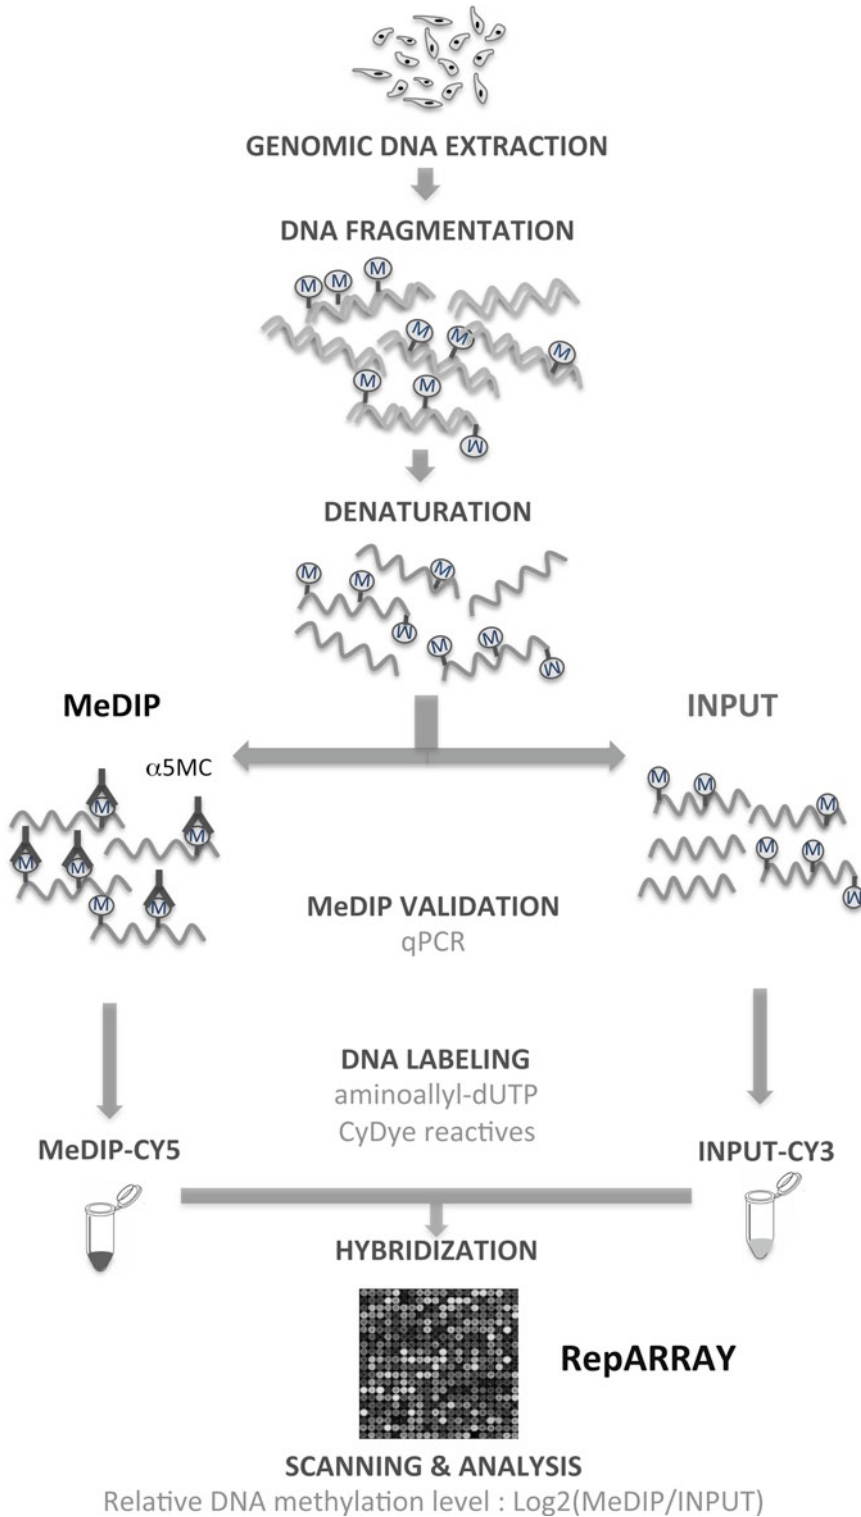 GENOMIC DNA EXTRACTION
DNA FRAGMENTATION
M
M
M
M
M
M
M
M
M
DENATURATION
M
M
M
M
M
M
M
MeDIP
INPUT
α5MC
M
M
M
M
M
M
M
M
M
M
M
M
MeDIP VALIDATION
qPCR
DNA LABELING
aminoallyl-dUTP
CyDye reactives
MeDIP-CY5
INPUT-CY3
HYBRIDIZATION
RepARRAY
SCANNING & ANALYSIS
Relative DNA methylation level : Log2(MeDIP/INPUT)